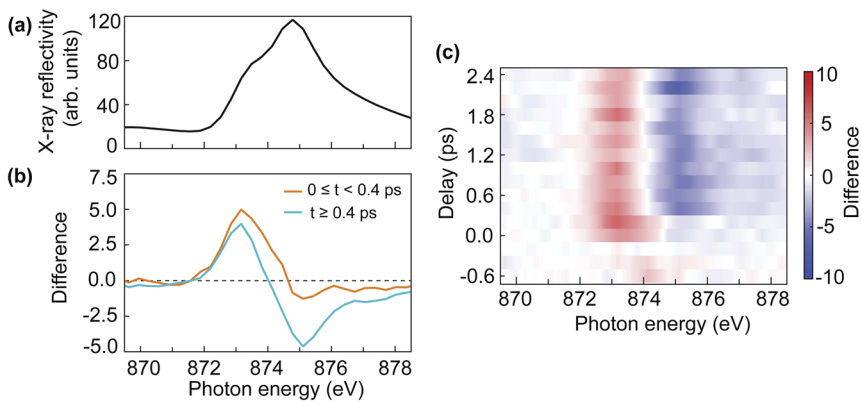 (a)
X-ray reflectivity
(arb. units)
120
80
40
0
(b)
Difference
7.5
5.0
2.5
0.0
-2.5
-5.0
0 ≤ t < 0.4 ps
t ≥ 0.4 ps
870 872 874 876 878
Photon energy (eV)
(c)
Delay (ps)
2.4
1.8
1.2
0.6
0.0
-0.6
870 872 874 876 878
Photon energy (eV)
10
5
0
-5
-10
Difference